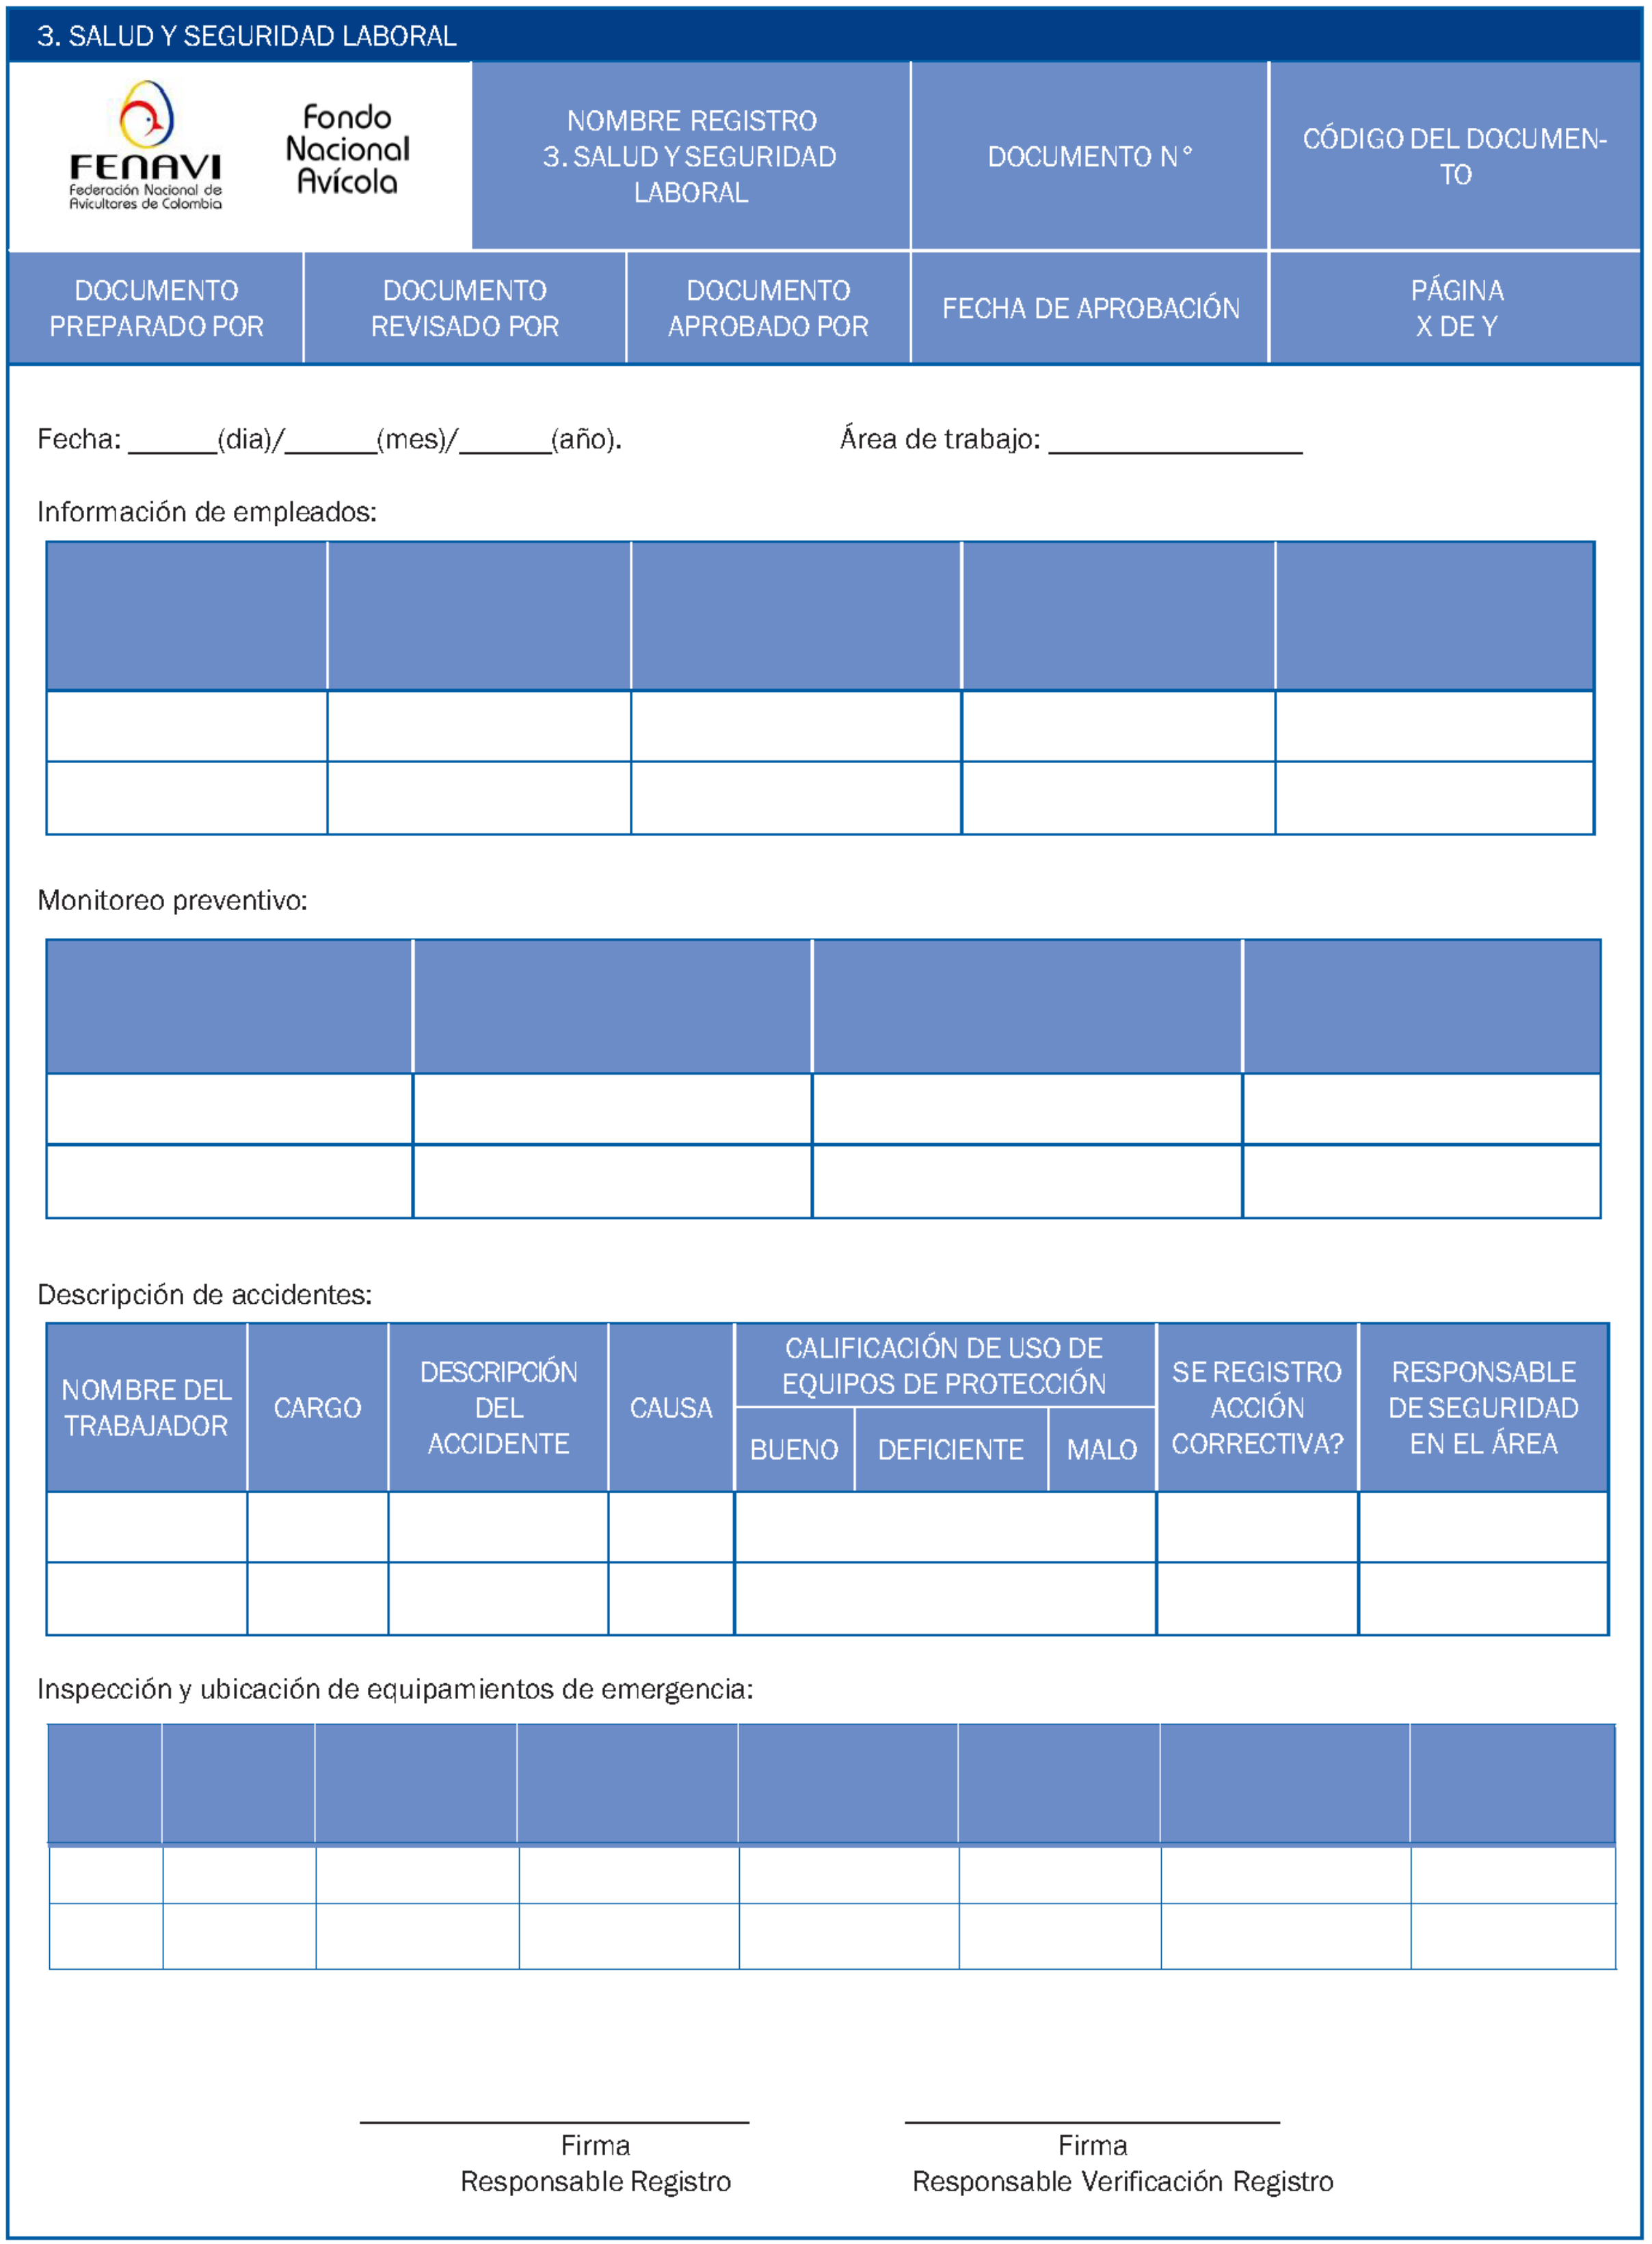 3. SALUD Y SEGURIDAD LABORAL
FENAVI
Federación Nacional de
Avicultores de Colombia
Fondo
Nacional
Avícola
NOMBRE REGISTRO
3. SALUD Y SEGURIDAD
LABORAL
DOCUMENTO N°
CÓDIGO DEL DOCUMEN-
TO
DOCUMENTO
PREPARADO POR
DOCUMENTO
REVISADO POR
DOCUMENTO
APROBADO POR
FECHA DE APROBACIÓN
PÁGINA
X DE Y
Fecha: ______(dia)/______(mes)/______(año).
Área de trabajo: _________________
Información de empleados:
Monitoreo preventivo:
Descripción de accidentes:
NOMBRE DEL
TRABAJADOR
CARGO
DESCRIPCIÓN
DEL
ACCIDENTE
CAUSA
CALIFICACIÓN DE USO DE
EQUIPOS DE PROTECCIÓN
BUENO
DEFICIENTE
MALO
SE REGISTRO
ACCIÓN
CORRECTIVA?
RESPONSABLE
DE SEGURIDAD
EN EL ÁREA
Inspección y ubicación de equipamientos de emergencia:
Firma
Responsable Registro
Firma
Responsable Verificación Registro